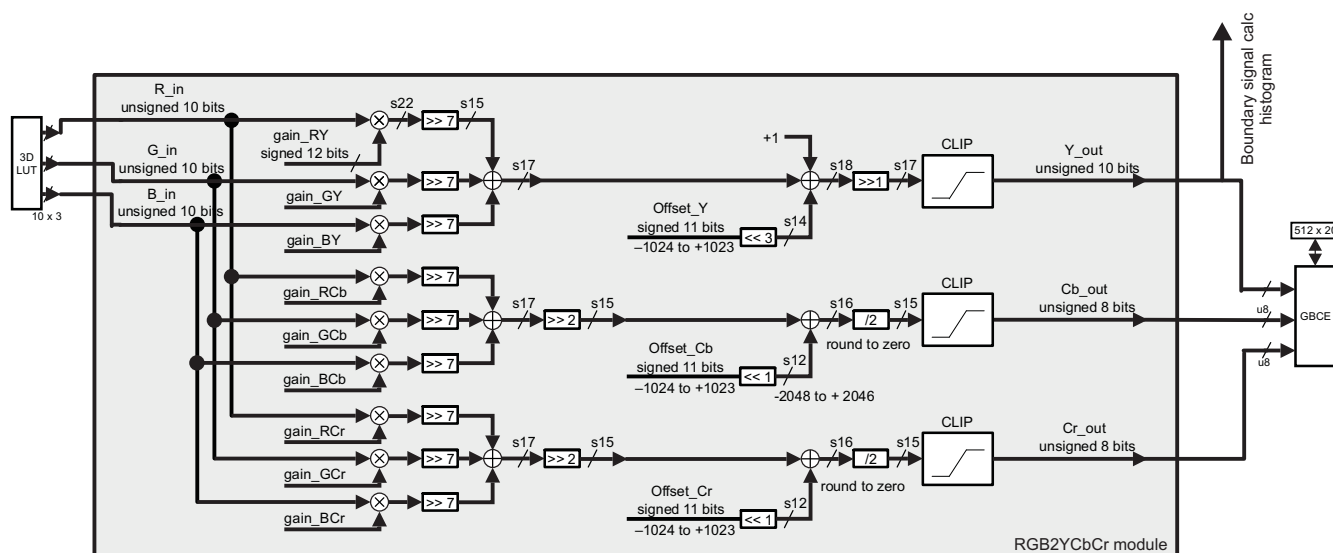 Boundary signal calc
histogram
R_in
unsigned 10 bits
s22
>> 7
s15
gain_RY
signed 12 bits
3D
LUT
10 x 3
G_in
unsigned 10 bits
>> 7
gain_GY
B_in
unsigned 10 bits
>> 7
gain_BY
s17
+1
s18
>>1
s17
CLIP
Y_out
unsigned 10 bits
Offset_Y
signed 11 bits
–1024 to +1023
<< 3
s14
gain_RCb
>> 7
gain_GCb
>> 7
gain_BCb
>> 7
s17
>> 2
s15
s16
/2
s15
round to zero
CLIP
Cb_out
unsigned 8 bits
Offset_Cb
signed 11 bits
–1024 to +1023
<< 1
s12
-2048 to + 2046
512 x 20
GBCE
u8
u8
gain_RCr
>> 7
gain_GCr
>> 7
gain_BCr
>> 7
s17
>> 2
s15
s16
/2
s15
round to zero
CLIP
Cr_out
unsigned 8 bits
Offset_Cr
signed 11 bits
–1024 to +1023
<< 1
s12
RGB2YCbCr module